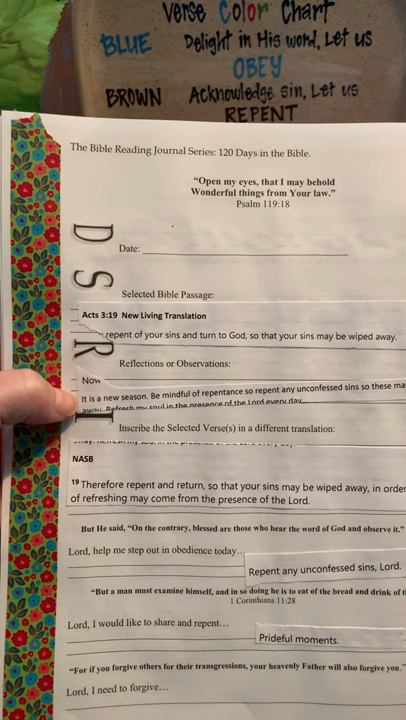 Verse Color Chart
BLUE Delight in His word, Let us
OBEY
BROWN Acknowledge sin, Let us
REPENT
The Bible Reading Journal Series: 120 Days in the Bible.
“Open my eyes, that I may behold
Wonderful things from Your law.”
Psalm 119:18
D
S
R
I
Date:
Selected Bible Passage:
Acts 3:19 New Living Translation
repent of your sins and turn to God, so that your sins may be wiped away.
Reflections or Observations:
Now
It is a new season. Be mindful of repentance so repent any unconfessed sins so these ma
away. Refresh my soul in the presence of the Lord every day
Inscribe the Selected Verse(s) in a different translation:
NASB
19 Therefore repent and return, so that your sins may be wiped away, in order
of refreshing may come from the presence of the Lord.
But He said, “On the contrary, blessed are those who hear the word of God and observe it.”
Lord, help me step out in obedience today...
Repent any unconfessed sins, Lord.
“But a man must examine himself, and in so doing he is to eat of the bread and drink of t
1 Corinthians 11:28
Lord, I would like to share and repent...
Prideful moments.
“For if you forgive others for their transgressions, your heavenly Father will also forgive you.”
Lord, I need to forgive...